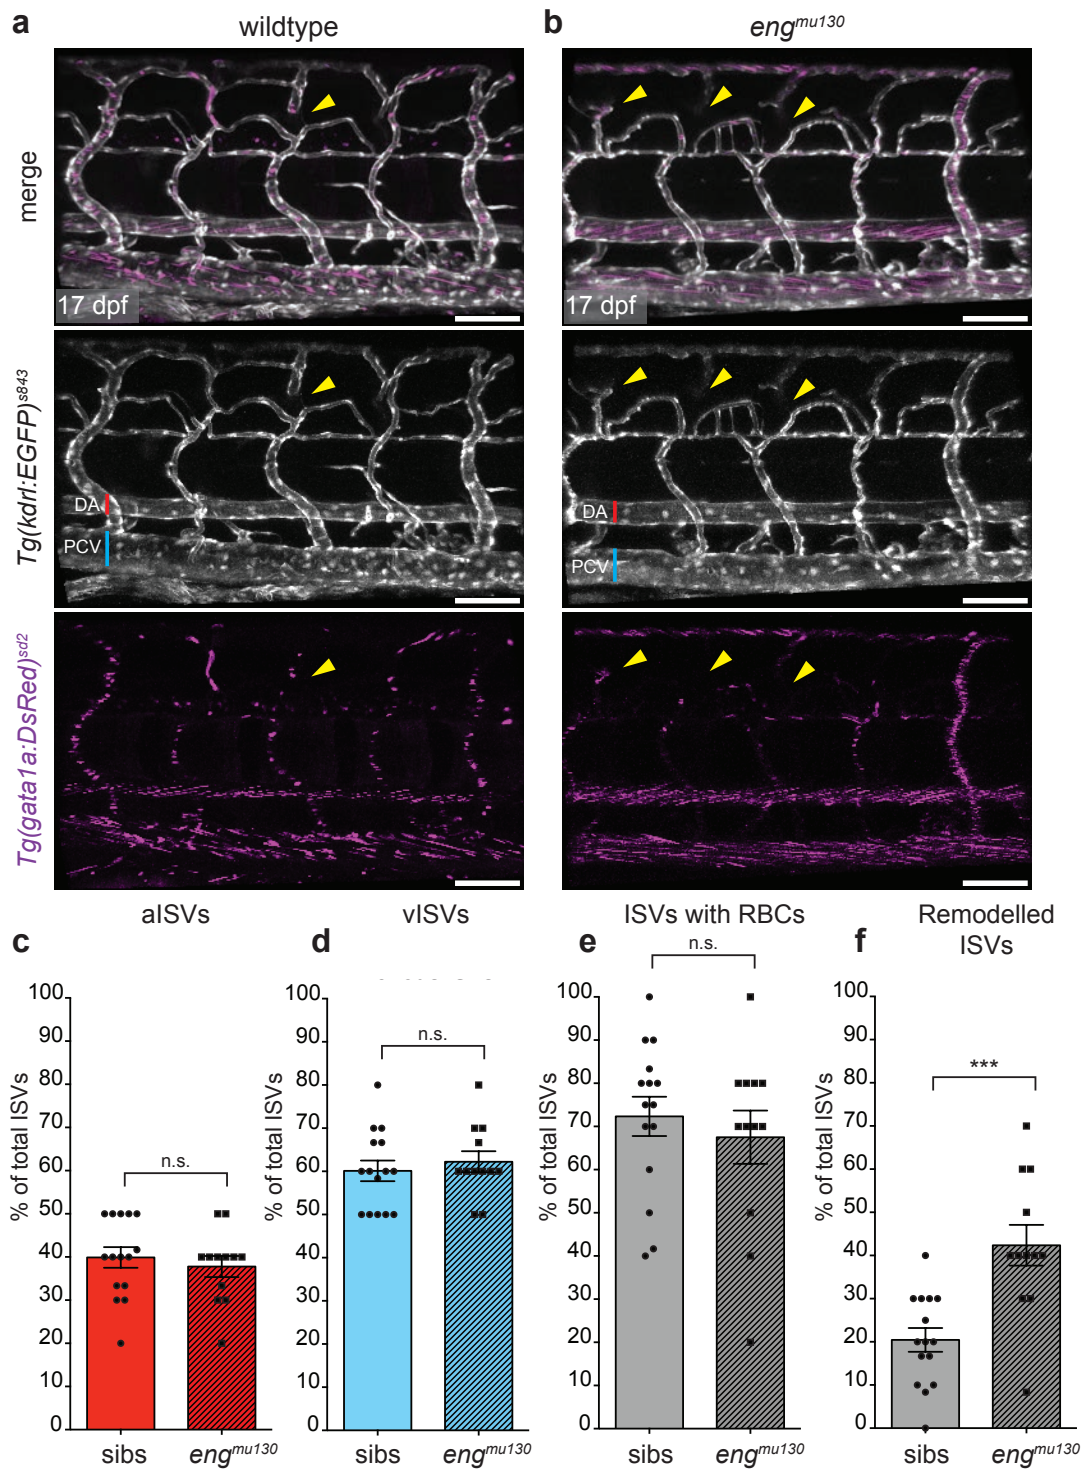 a
wildtype
b
eng^mu130
merge
17 dpf
17 dpf
Tg(kdrl:EGFP)^s843
DA
PCV
DA
PCV
Tg(gata1a:DsRed)^sd2
aISVs
vISVs
ISVs with RBCs
Remodelled
ISVs
c
d
e
f
% of total ISVs
100
90
80
70
60
50
40
30
20
10
0
n.s.
sibs
eng^mu130
% of total ISVs
100
90
80
70
60
50
40
30
20
10
0
n.s.
sibs
eng^mu130
% of total ISVs
100
90
80
70
60
50
40
30
20
10
0
n.s.
sibs
eng^mu130
% of total ISVs
100
90
80
70
60
50
40
30
20
10
0
***
sibs
eng^mu130